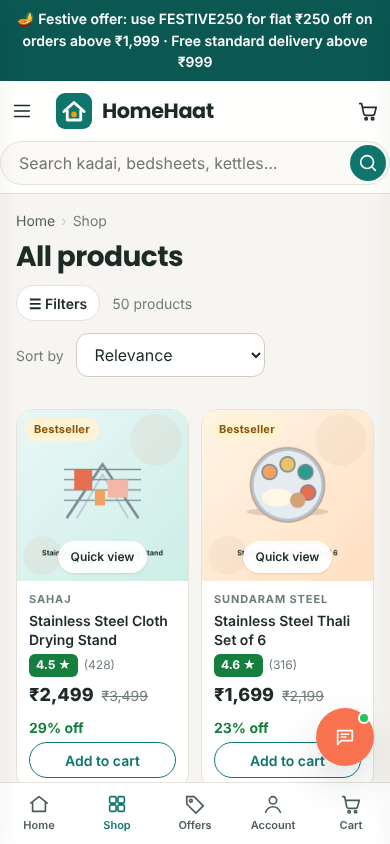 🪔 Festive offer: use FESTIVE250 for flat ₹250 off on
orders above ₹1,999 · Free standard delivery above
₹999
HomeHaat
Search kadai, bedsheets, kettles...
Home › Shop
All products
☰ Filters
50 products
Sort by
Relevance
Bestseller
Quick view
SAHAJ
Stainless Steel Cloth
Drying Stand
4.5 ★ (428)
₹2,499 ₹3,499
29% off
Add to cart
Bestseller
Quick view
SUNDARAM STEEL
Stainless Steel Thali
Set of 6
4.6 ★ (316)
₹1,699 ₹2,199
23% off
Add to cart
Home
Shop
Offers
Account
Cart